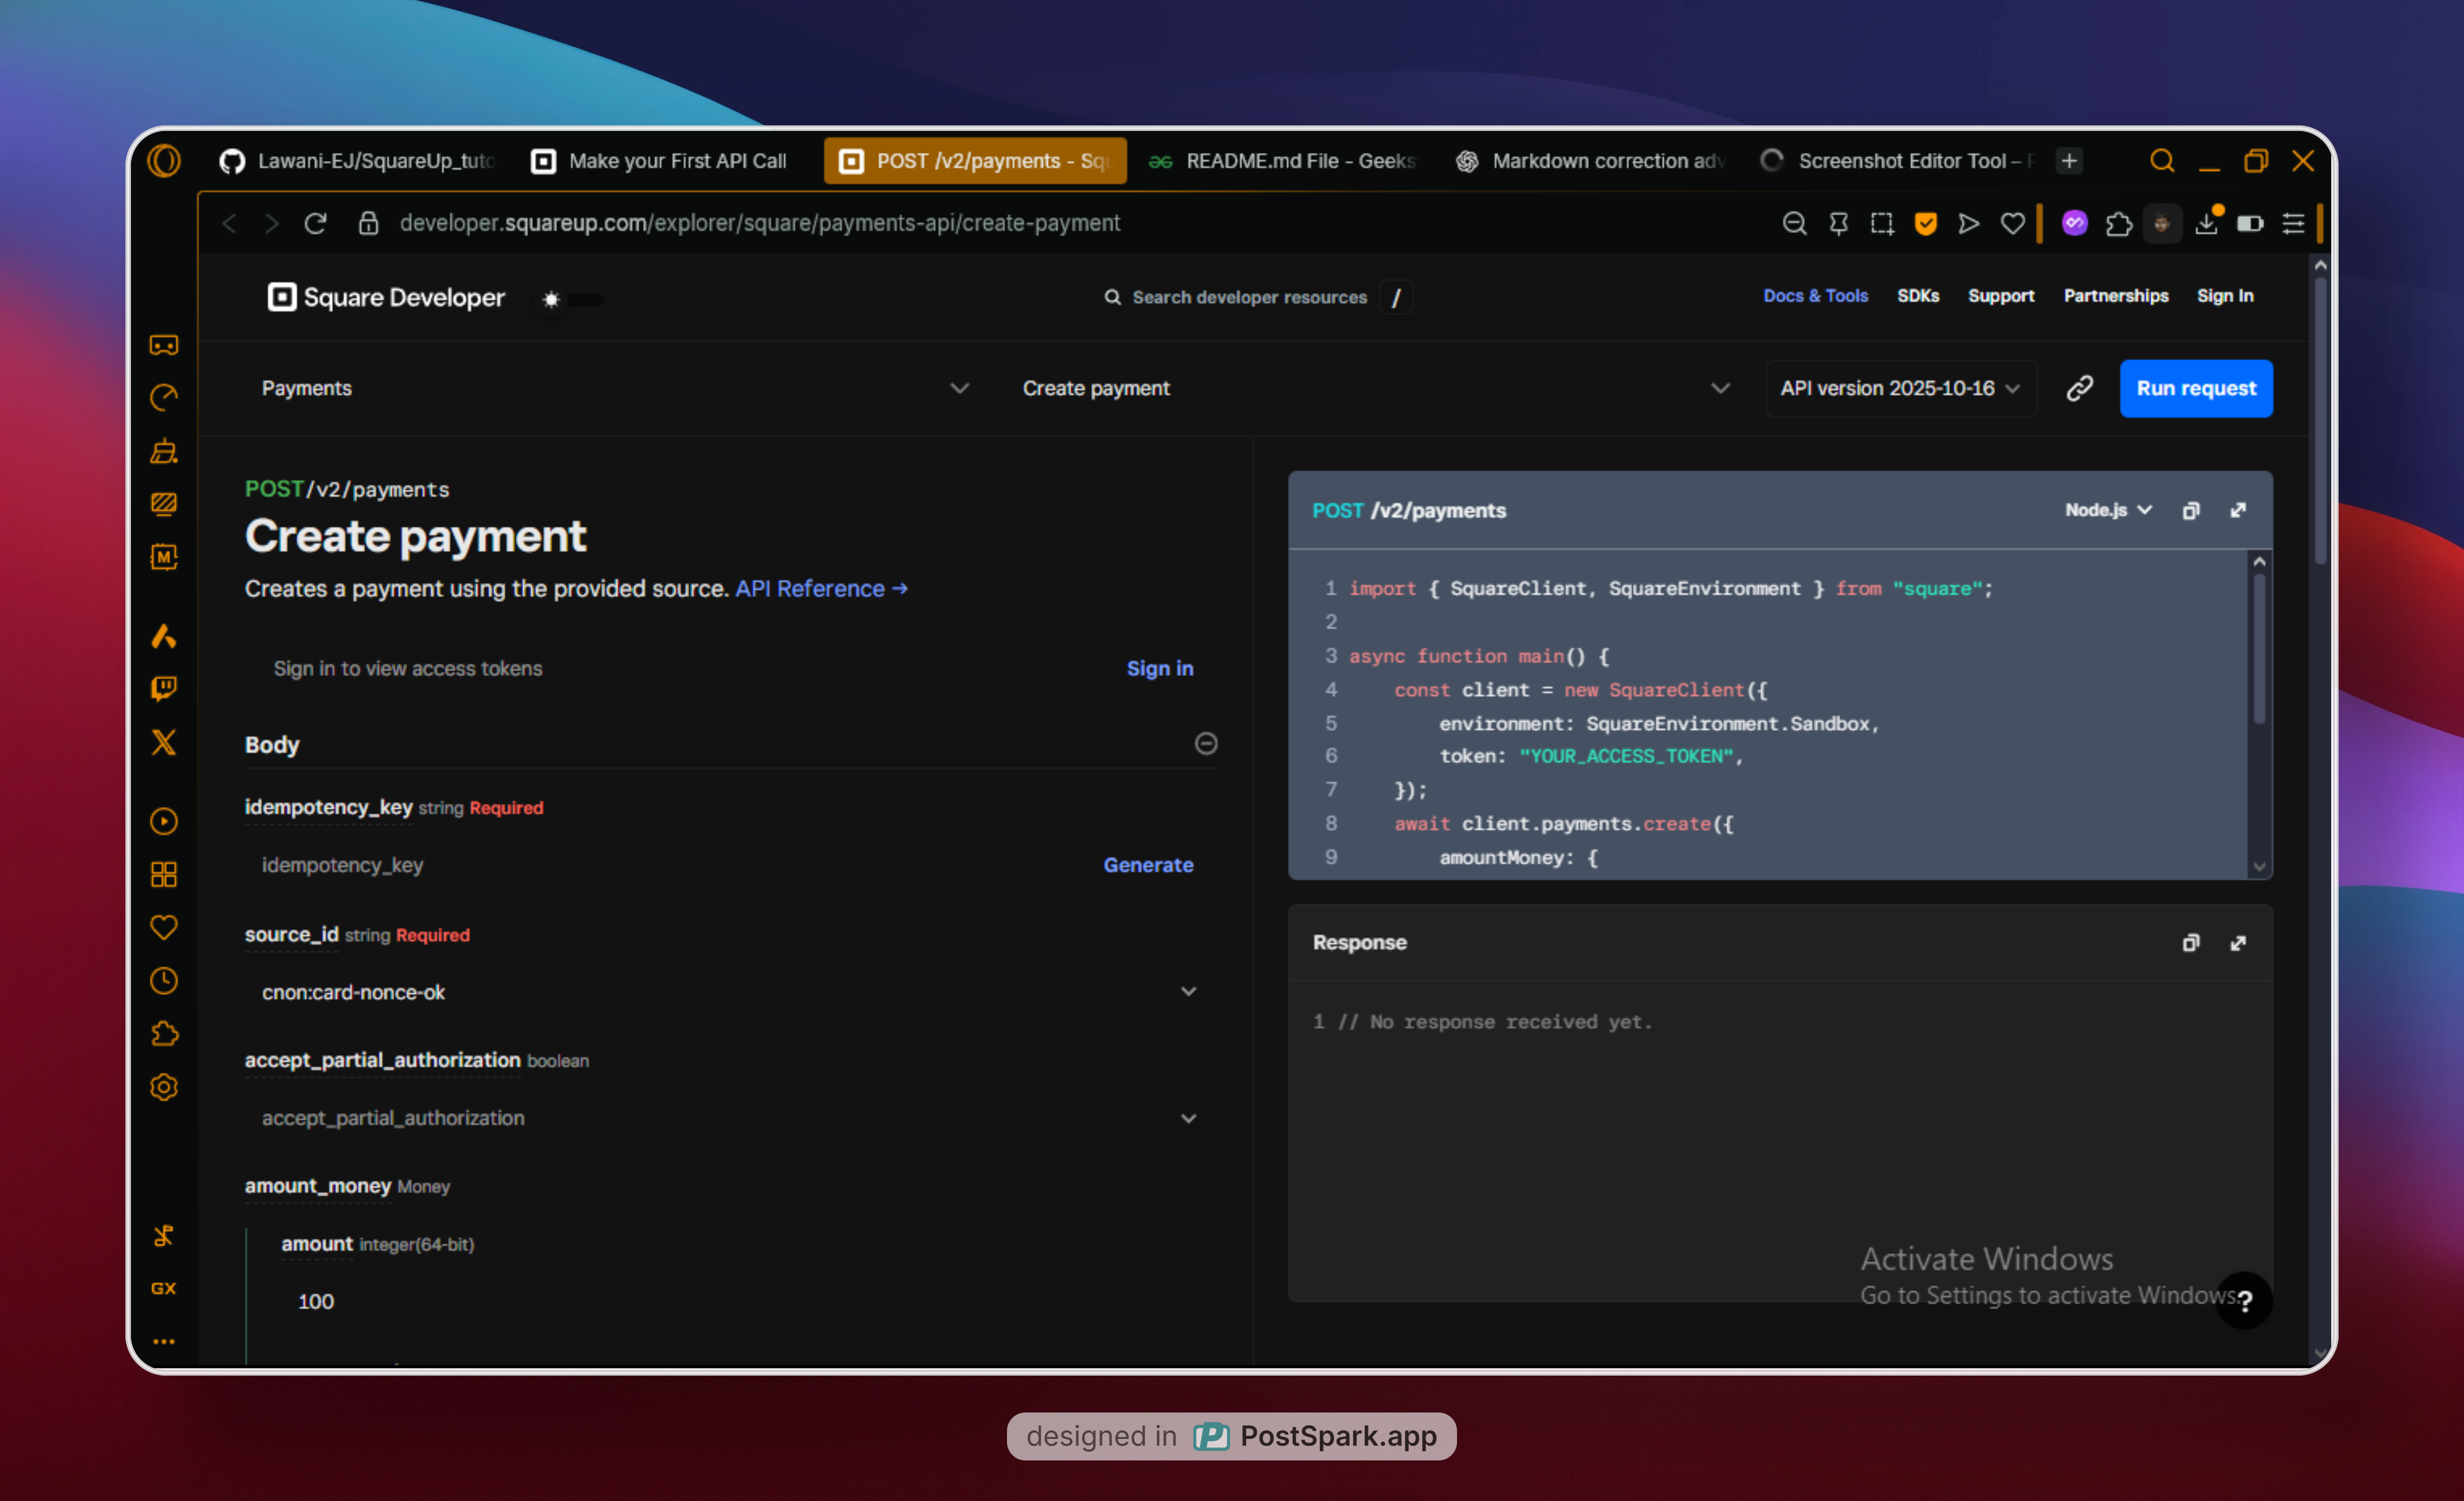 Lawani-EJ/SquareUp_tuto
Make your First API Call
POST /v2/payments - Squ
README.md File - Geeks
Markdown correction adv
Screenshot Editor Tool –
developer.squareup.com/explorer/square/payments-api/create-payment
Square Developer
Search developer resources /
Docs & Tools
SDKs
Support
Partnerships
Sign In
Payments
Create payment
API version 2025-10-16
Run request
POST/v2/payments
Create payment
Creates a payment using the provided source. API Reference →
Sign in to view access tokens
Sign in
Body
idempotency_key string Required
idempotency_key
Generate
source_id string Required
cnon:card-nonce-ok
accept_partial_authorization boolean
accept_partial_authorization
amount_money Money
amount integer(64-bit)
100
POST /v2/payments
Node.js
1 import { SquareClient, SquareEnvironment } from "square";
2
3 async function main() {
4 const client = new SquareClient({
5 environment: SquareEnvironment.Sandbox,
6 token: "YOUR_ACCESS_TOKEN",
7 });
8 await client.payments.create({
9 amountMoney: {
Response
1 // No response received yet.
Activate Windows
Go to Settings to activate Windows.
?
M
GX
designed in PostSpark.app